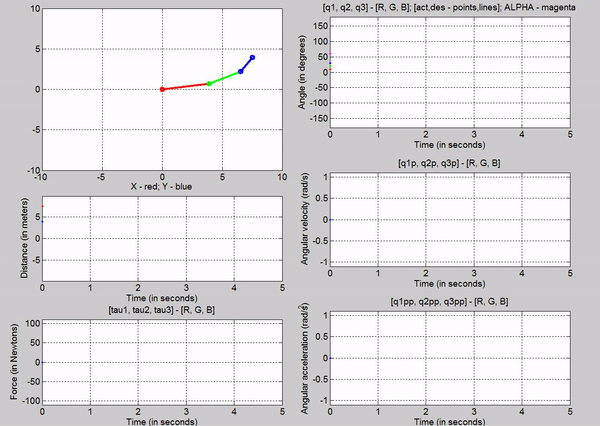 [q1, q2, q3] - [R, G, B]; [act,des - points,lines]; ALPHA - magenta
10
5
0
-5
-10
-10 -5 0 5 10
Angle (in degrees)
150
100
50
0
-50
-100
-150
0 1 2 3 4 5
Time (in seconds)
X - red; Y - blue
Distance (in meters)
5
0
-5
0 1 2 3 4 5
Time (in seconds)
[q1p, q2p, q3p] - [R, G, B]
Angular velocity (rad/s)
1
0.5
0
-0.5
-1
0 1 2 3 4 5
Time (in seconds)
[tau1, tau2, tau3] - [R, G, B]
Force (in Newtons)
100
50
0
-50
-100
0 1 2 3 4 5
Time (in seconds)
[q1pp, q2pp, q3pp] - [R, G, B]
Angular acceleration (rad/s²)
1
0.5
0
-0.5
-1
0 1 2 3 4 5
Time (in seconds)